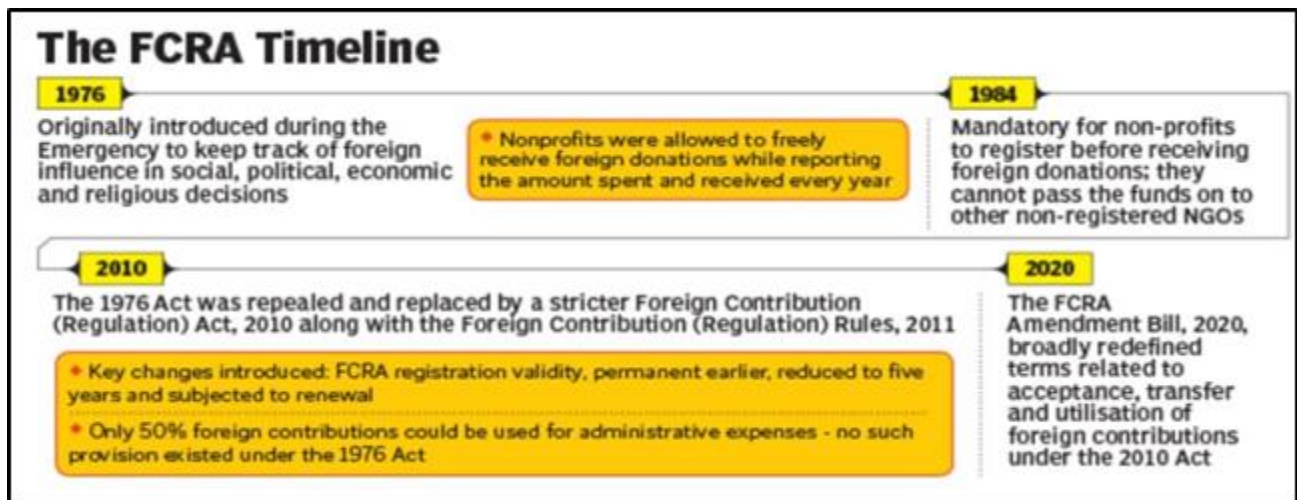 The FCRA Timeline
1976
Originally introduced during the
Emergency to keep track of foreign
influence in social, political, economic
and religious decisions
* Nonprofits were allowed to freely
receive foreign donations while reporting
the amount spent and received every year
1984
Mandatory for non-profits
to register before receiving
foreign donations; they
cannot pass the funds on to
other non-registered NGOs
2010
The 1976 Act was repealed and replaced by a stricter Foreign Contribution
(Regulation) Act, 2010 along with the Foreign Contribution (Regulation) Rules, 2011
* Key changes introduced: FCRA registration validity, permanent earlier, reduced to five
years and subjected to renewal
* Only 50% foreign contributions could be used for administrative expenses - no such
provision existed under the 1976 Act
2020
The FCRA
Amendment Bill, 2020,
broadly redefined
terms related to
acceptance, transfer
and utilisation of
foreign contributions
under the 2010 Act